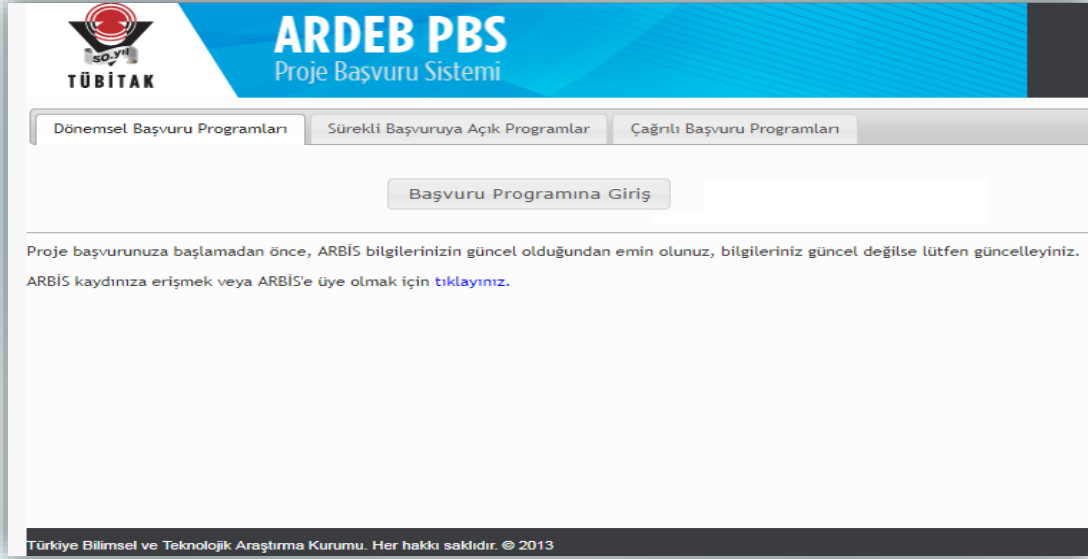 50.yıl
TÜBİTAK
ARDEB PBS
Proje Başvuru Sistemi
Dönemsel Başvuru Programları
Sürekli Başvuruya Açık Programlar
Çağrılı Başvuru Programları
Başvuru Programına Giriş
Proje başvurunuza başlamadan önce, ARBİS bilgilerinizin güncel olduğundan emin olunuz, bilgileriniz güncel değilse lütfen güncelleyiniz.
ARBİS kaydınıza erişmek veya ARBİS'e üye olmak için tıklayınız.
Türkiye Bilimsel ve Teknolojik Araştırma Kurumu. Her hakkı saklıdır. © 2013